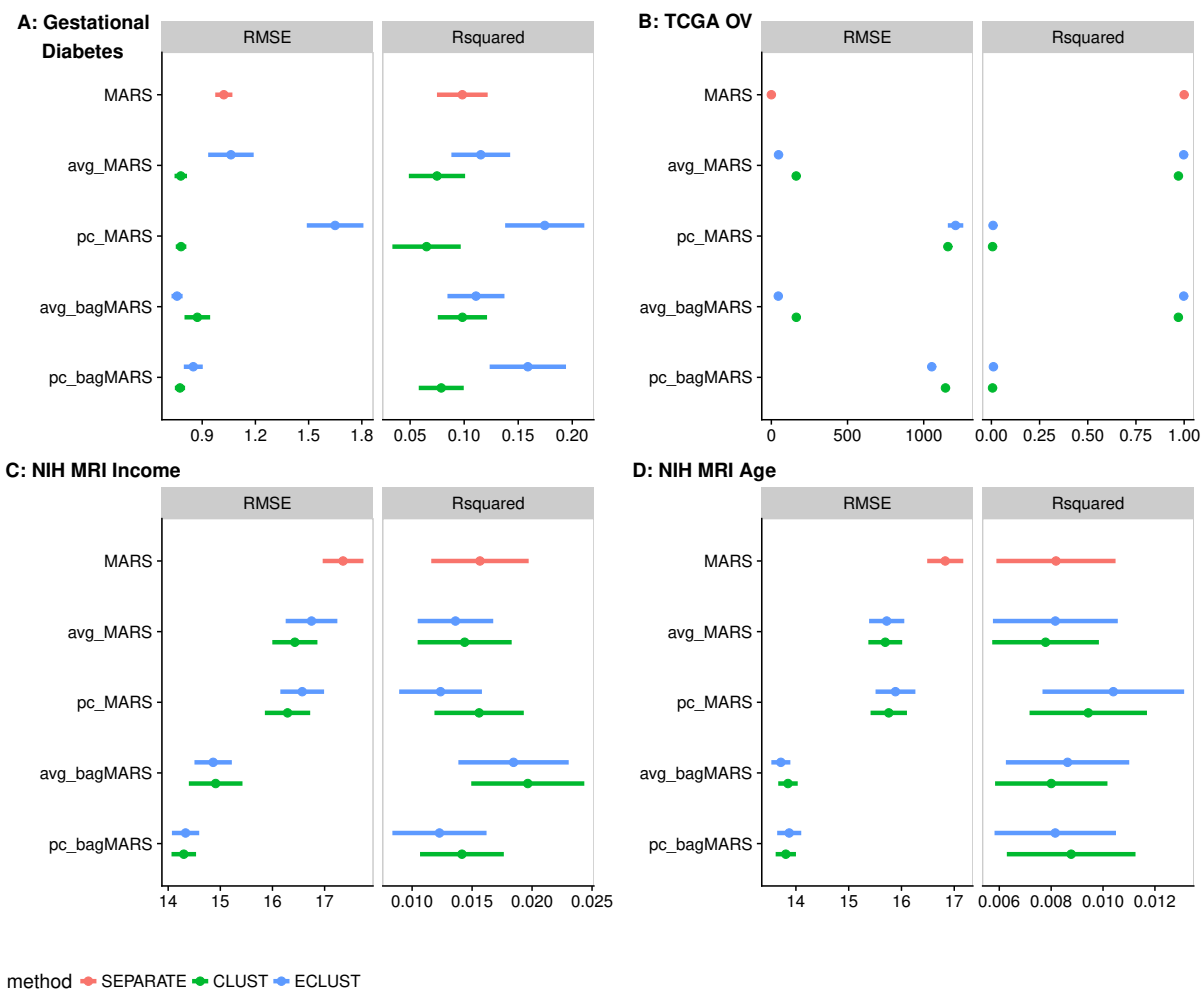 A: Gestational
Diabetes
RMSE
Rsquared
MARS
avg_MARS
pc_MARS
avg_bagMARS
pc_bagMARS
0.9 1.2 1.5 1.8
0.05 0.10 0.15 0.20
B: TCGA OV
RMSE
Rsquared
MARS
avg_MARS
pc_MARS
avg_bagMARS
pc_bagMARS
0 500 1000
0.00 0.25 0.50 0.75 1.00
C: NIH MRI Income
RMSE
Rsquared
MARS
avg_MARS
pc_MARS
avg_bagMARS
pc_bagMARS
14 15 16 17
0.010 0.015 0.020 0.025
D: NIH MRI Age
RMSE
Rsquared
MARS
avg_MARS
pc_MARS
avg_bagMARS
pc_bagMARS
14 15 16 17
0.006 0.008 0.010 0.012
method SEPARATE CLUST ECLUST